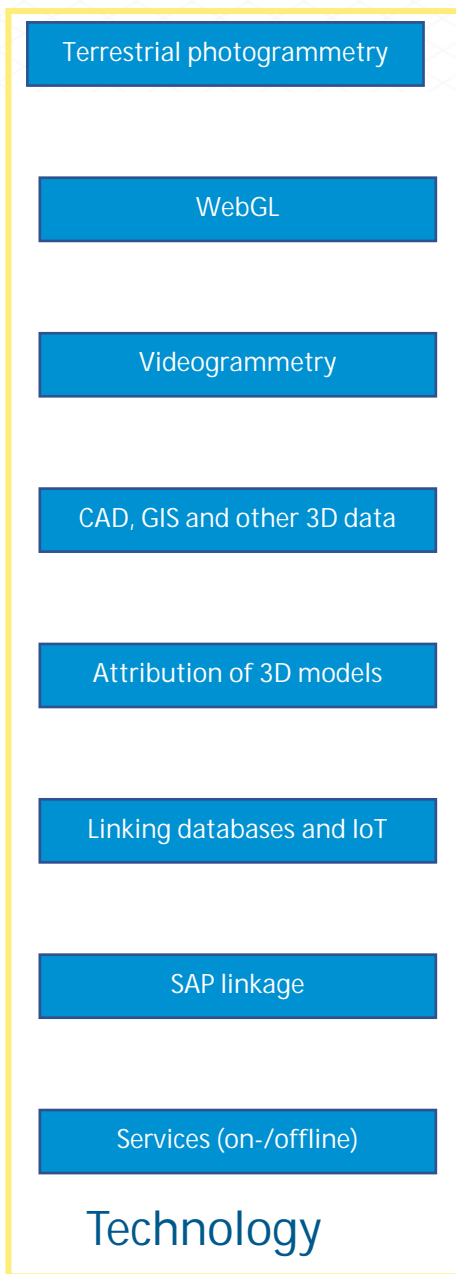 Terrestrial photogrammetry
WebGL
Videogrammetry
CAD, GIS and other 3D data
Attribution of 3D models
Linking databases and IoT
SAP linkage
Services (on-/offline)
Technology